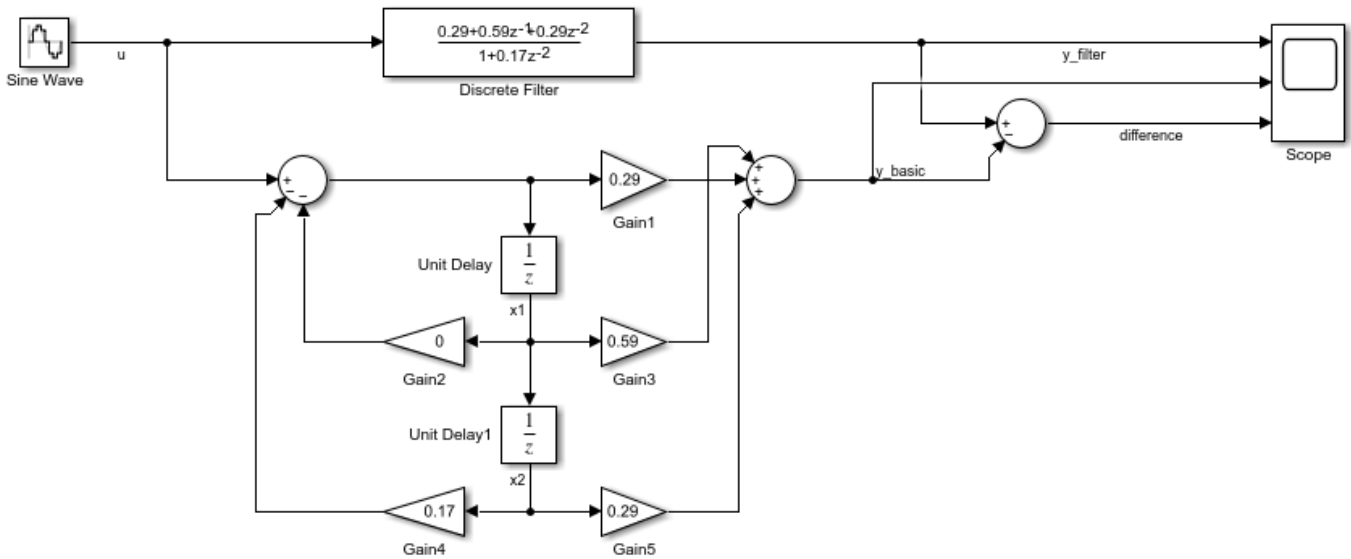 0.29+0.59z-1+0.29z-2
1+0.17z-2
u
y_filter
Sine Wave
Discrete Filter
+
−
difference
Scope
+
−
−
0.29
Gain1
+
+
+
y_basic
Unit Delay
1
z
x1
0
Gain2
0.59
Gain3
Unit Delay1
1
z
x2
0.17
Gain4
0.29
Gain5